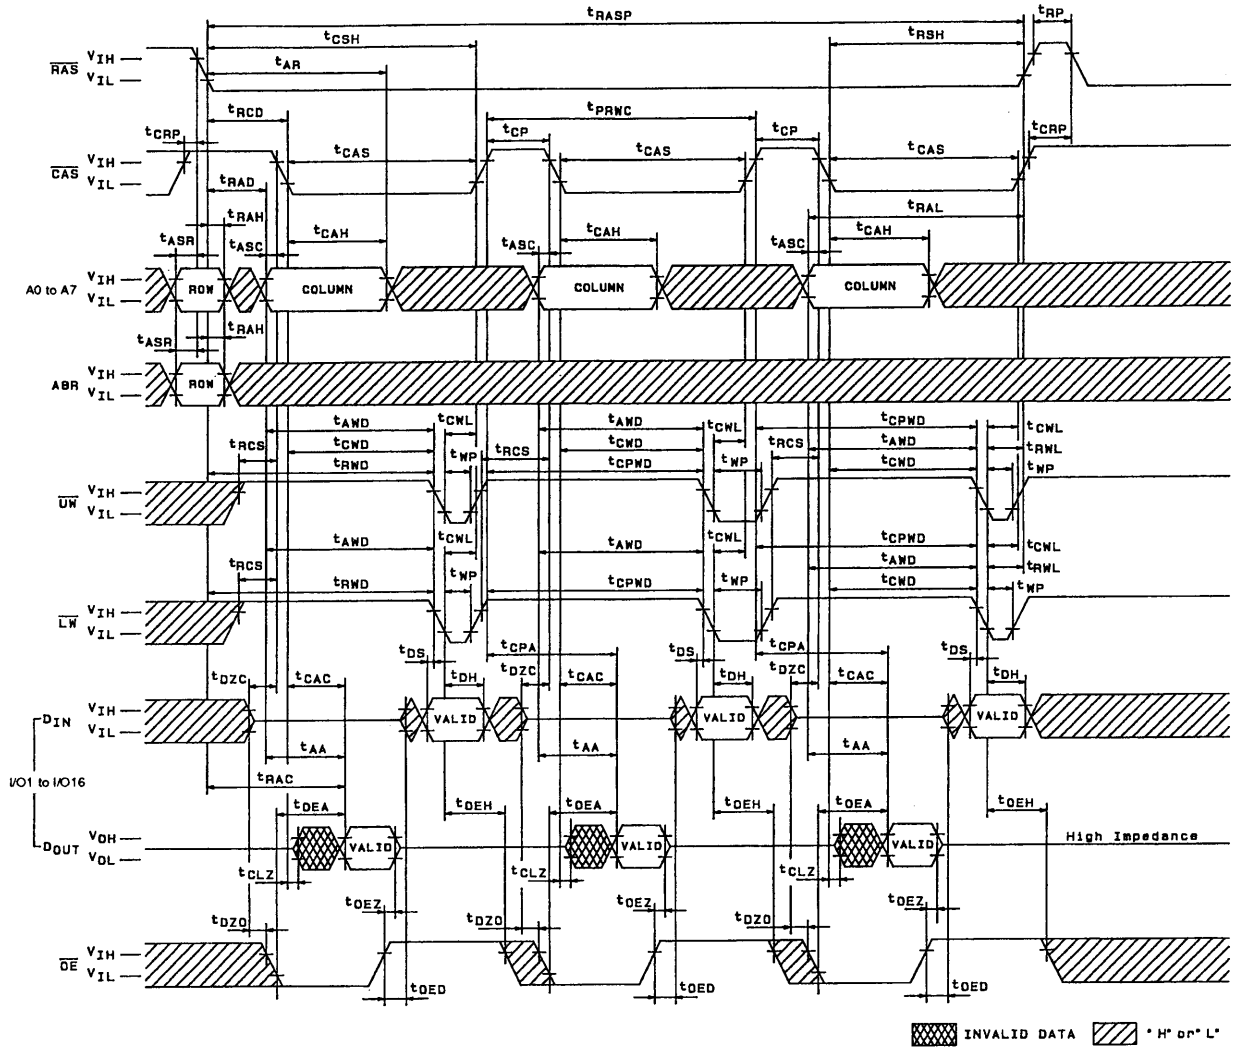 tRASP
tRP
tCSH
tRSH
tAR
RAS
VIH
VIL
tRCD
tPRWC
tCRP
tCP
tCP
tCRP
tCAS
tCAS
tCAS
CAS
VIH
VIL
tRAD
tRAH
tRAL
tASR
tASC
tCAH
tASC
tCAH
tASC
tCAH
A0 to A7
VIH
VIL
ROW
COLUMN
COLUMN
COLUMN
tRAH
tASR
ABR
VIH
VIL
ROW
tAWD
tCWL
tAWD
tCWL
tCPWD
tCWL
tRCS
tCWD
tRCS
tCWD
tRCS
tAWD
tRWL
tRWD
tWP
tCPWD
tWP
tCWD
tWP
UW
VIH
VIL
tAWD
tCWL
tAWD
tCWL
tCPWD
tCWL
tRCS
tAWD
tRWL
tRWD
tWP
tCPWD
tWP
tCWD
tWP
LW
VIH
VIL
tDS
tCPA
tDS
tCPA
tDS
tDZC
tCAC
tDH
tDZC
tCAC
tDH
tDZC
tCAC
tDH
DIN
VIH
VIL
VALID
VALID
VALID
tAA
tAA
tAA
I/O1 to I/O16
tRAC
tOEA
tOEH
tOEA
tOEH
tOEA
tOEH
DOUT
VOH
VOL
VALID
VALID
VALID
High Impedance
tCLZ
tCLZ
tCLZ
tOEZ
tOEZ
tOEZ
tDZO
tDZO
tDZO
OE
VIH
VIL
tOED
tOED
tOED
INVALID DATA
"H" or "L"